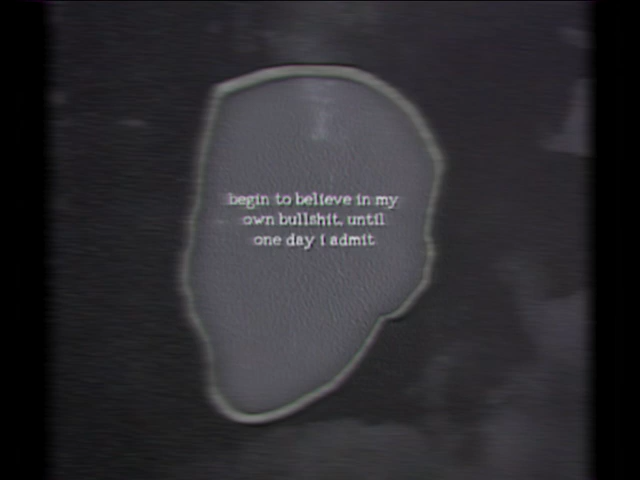 begin to believe in my
own bullshit, until
one day i admit